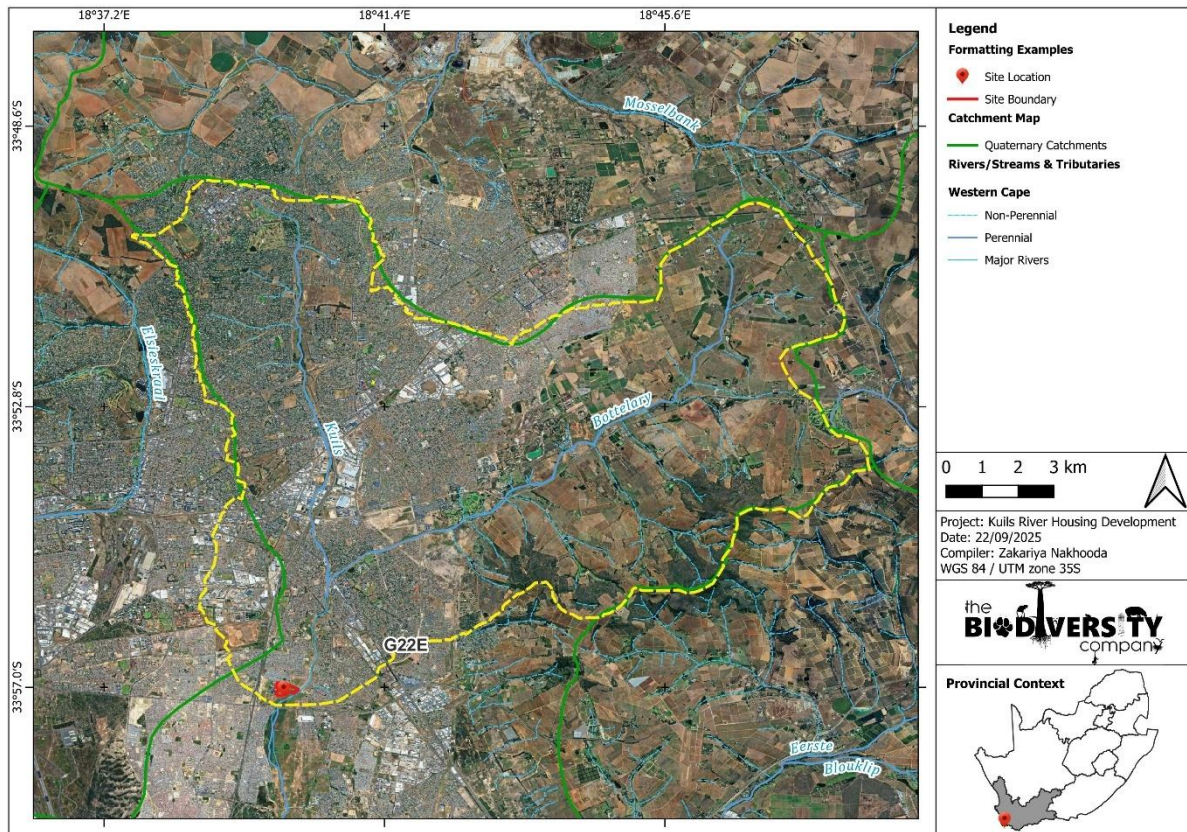 18°37.2'E
18°41.4'E
18°45.6'E
33°48.6'S
33°52.8'S
33°57.0'S
Mosselbank
Elsieskraal
Kuils
Bottelary
G22E
Eerste
Blouklip
Legend
Formatting Examples
Site Location
Site Boundary
Catchment Map
Quaternary Catchments
Rivers/Streams & Tributaries
Western Cape
Non-Perennial
Perennial
Major Rivers
0 1 2 3 km
Project: Kuils River Housing Development
Date: 22/09/2025
Compiler: Zakariya Nakhooda
WGS 84 / UTM zone 35S
the
BIODIVERSITY
company
Provincial Context